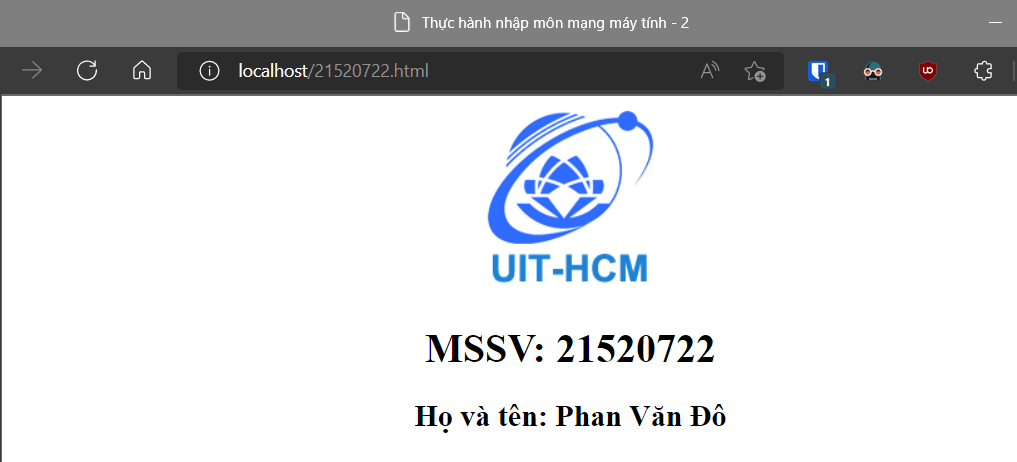 Thực hành nhập môn mạng máy tính - 2
localhost/21520722.html
1
UIT-HCM
MSSV: 21520722
Họ và tên: Phan Văn Đô